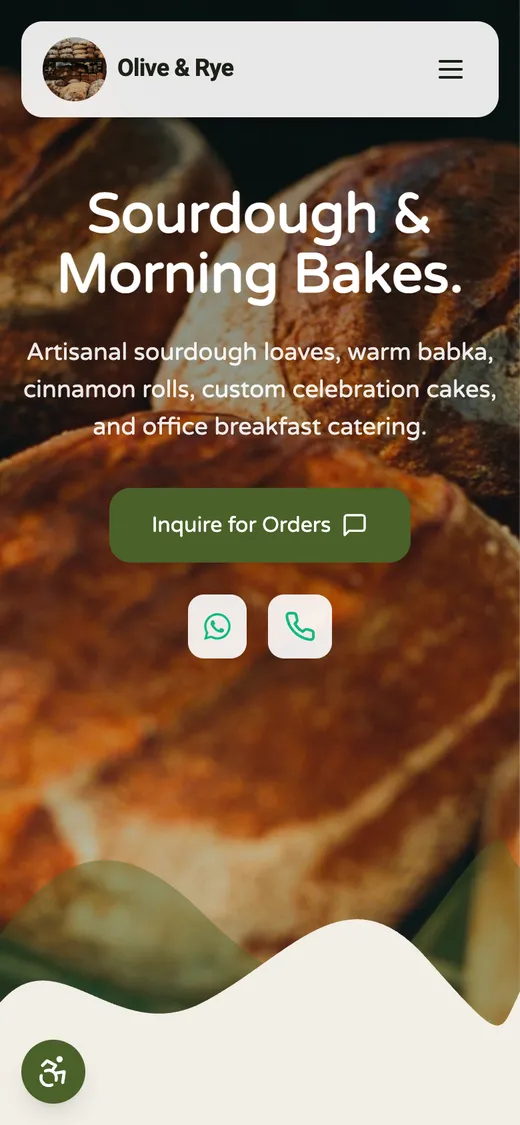 Olive & Rye
Sourdough &
Morning Bakes.
Artisanal sourdough loaves, warm babka,
cinnamon rolls, custom celebration cakes,
and office breakfast catering.
Inquire for Orders